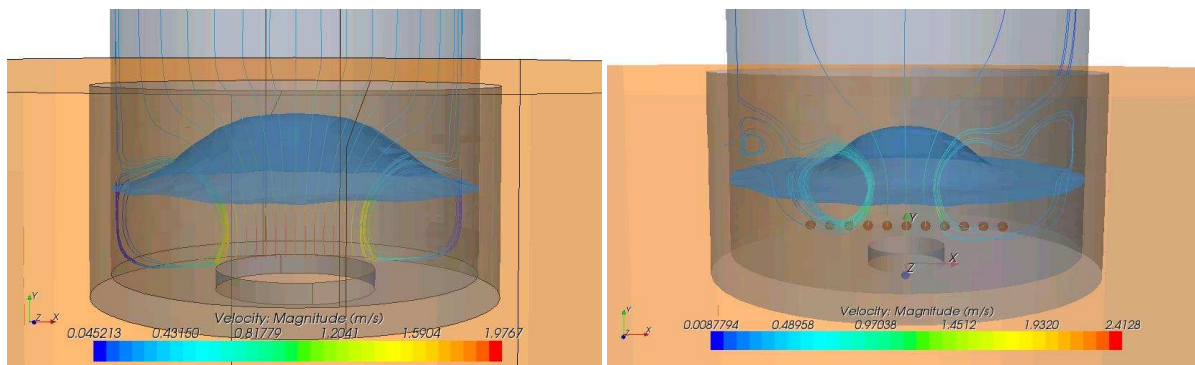 Y
Z X
Velocity: Magnitude (m/s)
0.045213 0.43150 0.81779 1.2041 1.5904 1.9767
Y
X
Z
Y
Z X
Velocity: Magnitude (m/s)
0.0087794 0.48958 0.97038 1.4512 1.9320 2.4128